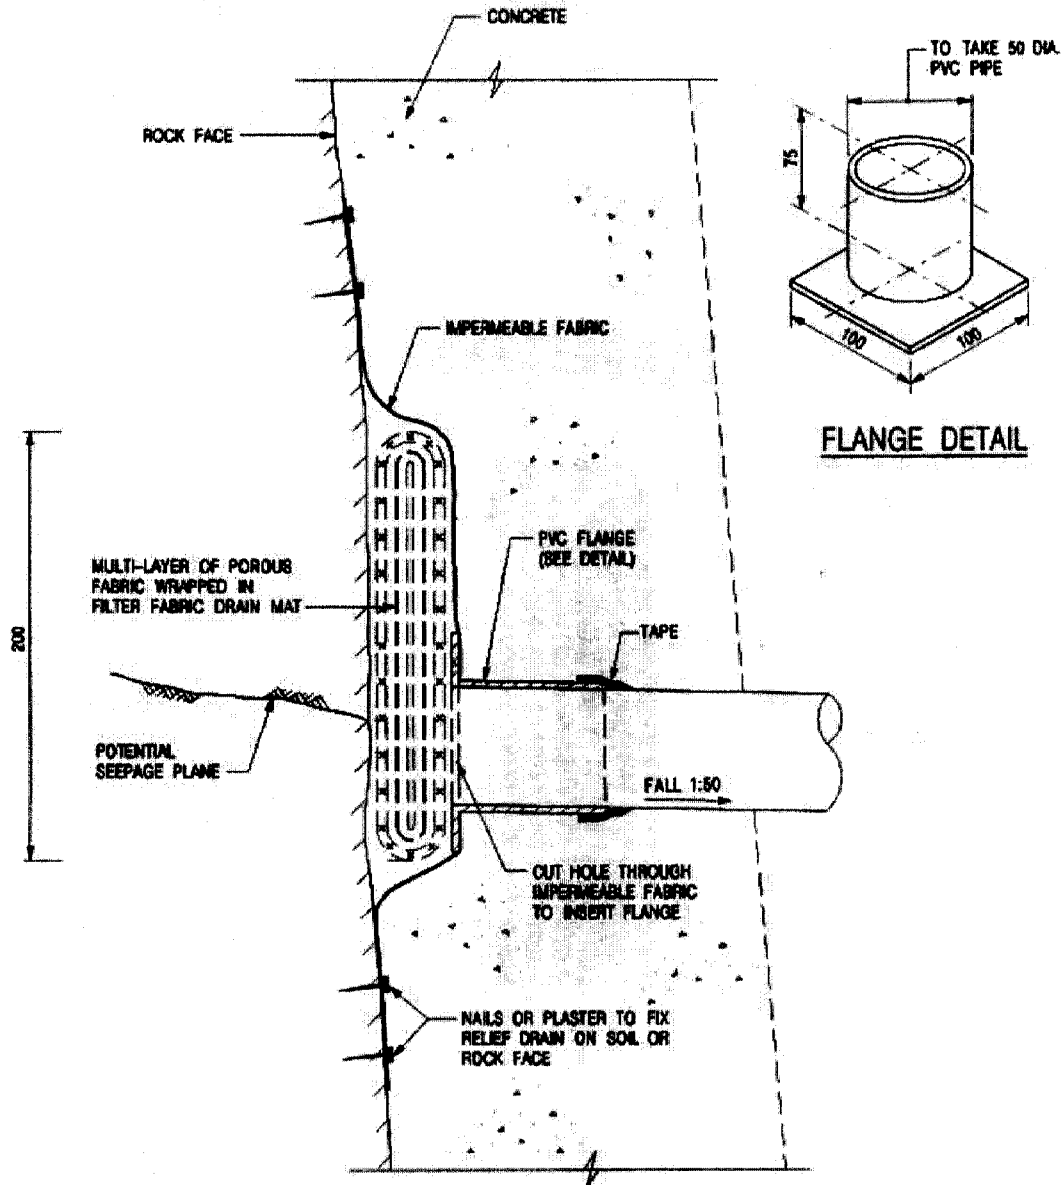 CONCRETE
TO TAKE 50 DIA.
PVC PIPE
ROCK FACE
75
IMPERMEABLE FABRIC
100
100
FLANGE DETAIL
PVC FLANGE
(SEE DETAIL)
MULTI-LAYER OF POROUS
FABRIC WRAPPED IN
FILTER FABRIC DRAIN MAT
200
TAPE
POTENTIAL
SEEPAGE PLANE
FALL 1:50
CUT HOLE THROUGH
IMPERMEABLE FABRIC
TO INSERT FLANGE
NAILS OR PLASTER TO FIX
RELIEF DRAIN ON SOIL OR
ROCK FACE